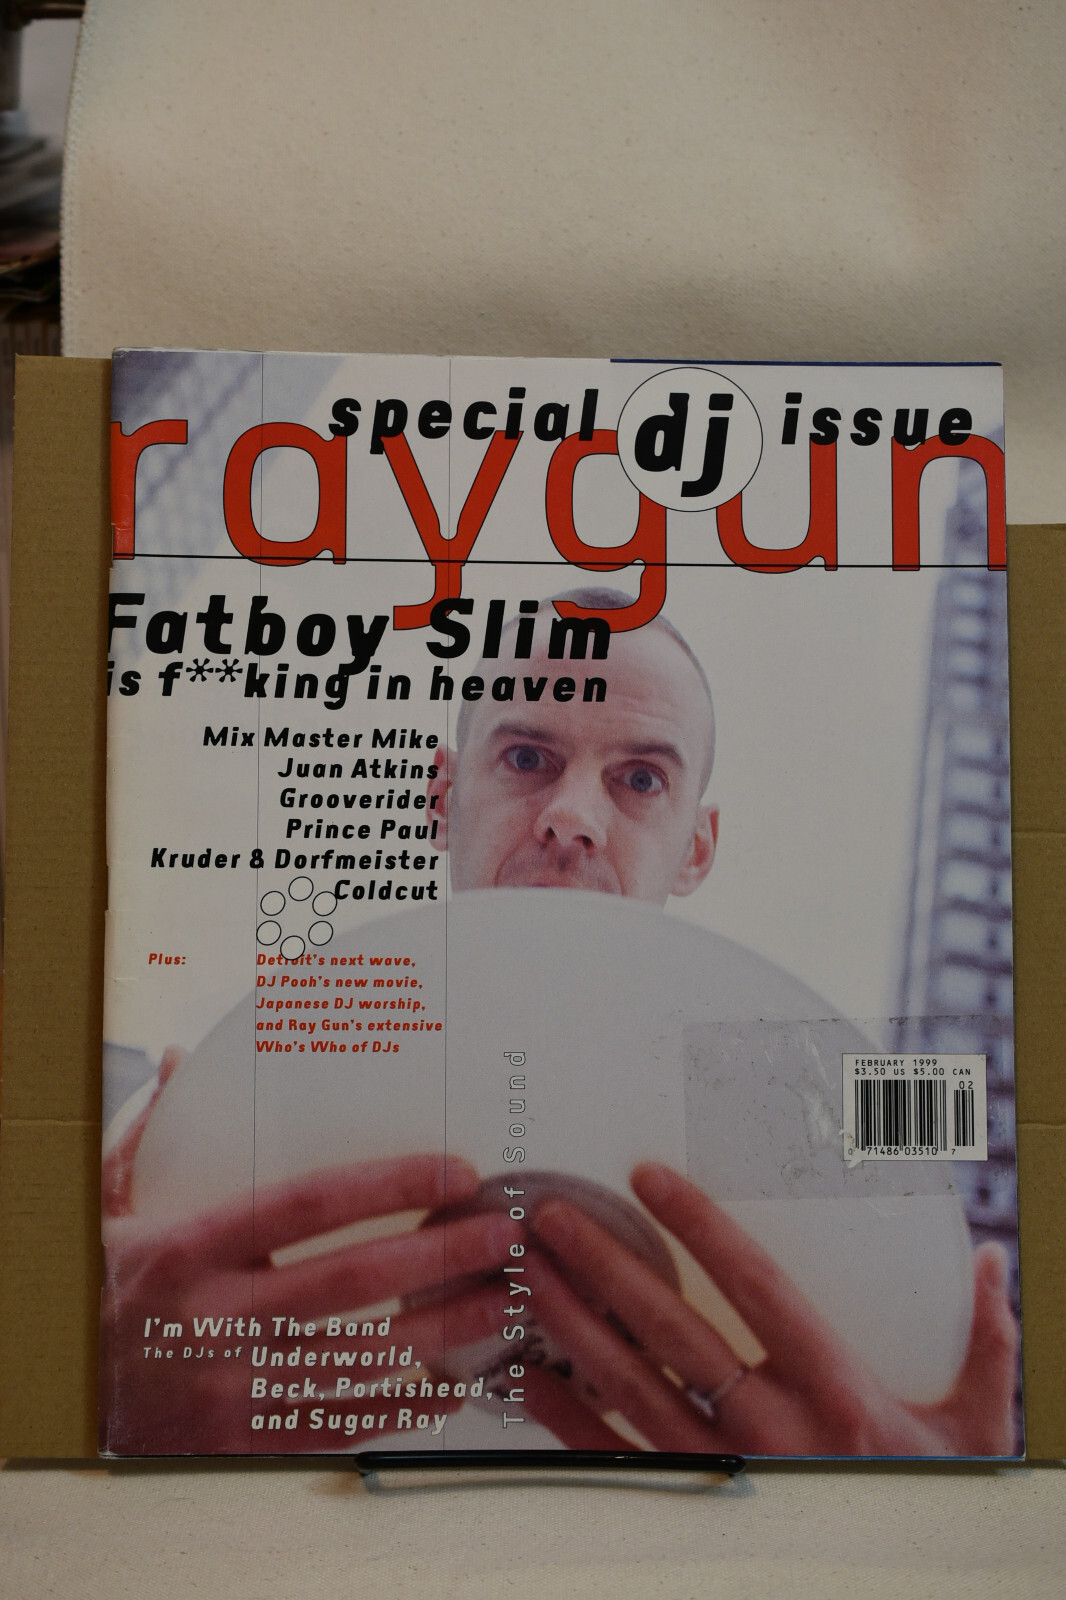 special dj issue
raygun
Fatboy Slim
is f**king in heaven
Mix Master Mike
Juan Atkins
Grooverider
Prince Paul
Kruder & Dorfmeister
Coldcut
Plus:
Detroit's next wave,
DJ Pooh's new movie,
Japanese DJ worship,
and Ray Gun's extensive
Who's Who of DJs
The Style of Sound
FEBRUARY 1999
$3.50 US $5.00 CAN
02
0 71486 03510 7
I'm With The Band
The DJs of Underworld,
Beck, Portishead,
and Sugar Ray